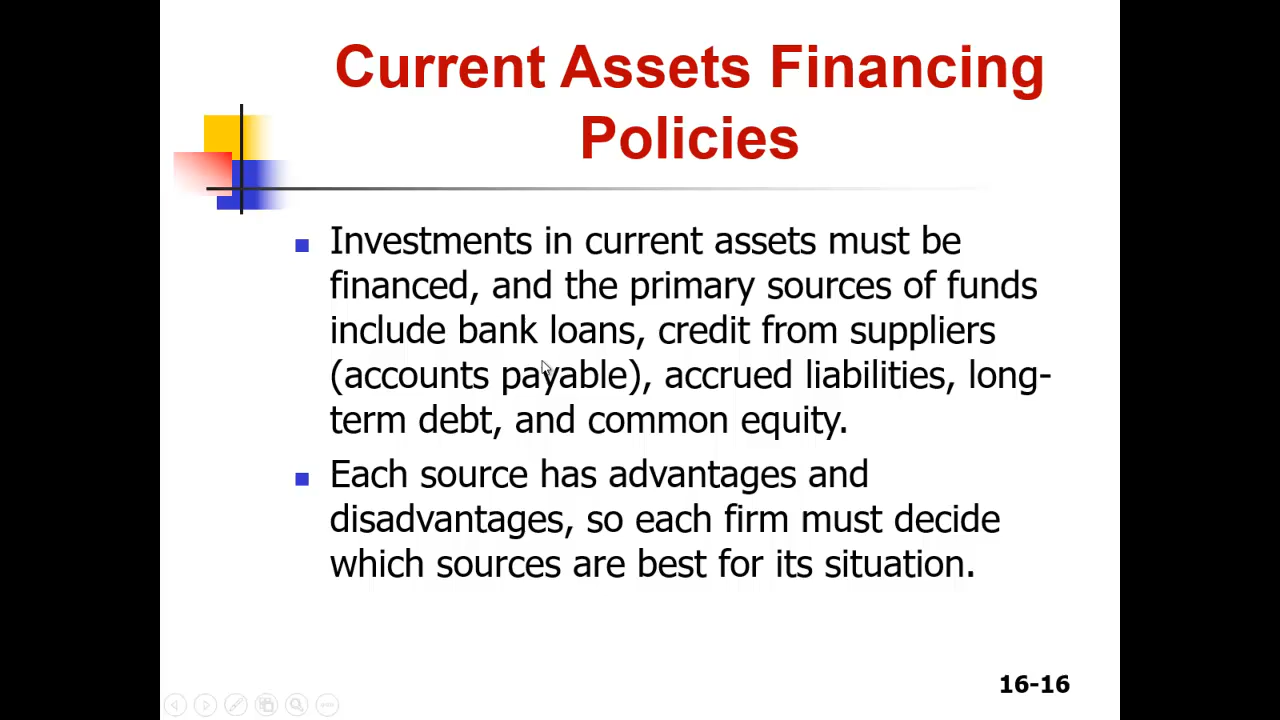 Current Assets Financing
Policies
Investments in current assets must be
financed, and the primary sources of funds
include bank loans, credit from suppliers
(accounts payable), accrued liabilities, long-
term debt, and common equity.
Each source has advantages and
disadvantages, so each firm must decide
which sources are best for its situation.
16-16